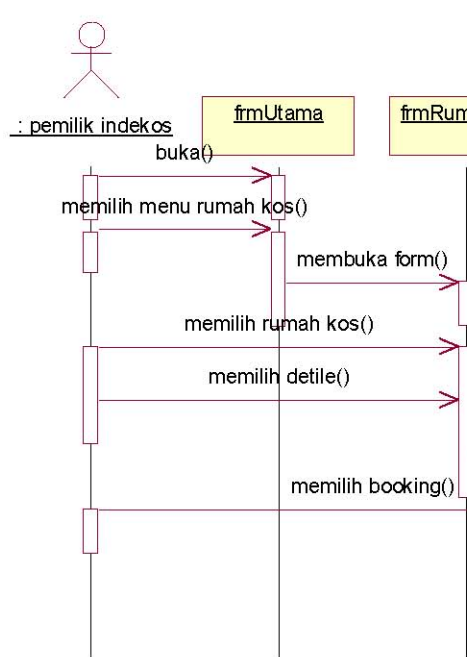 : pemilik indekos
frmUtama
frmRum
buka()
memilih menu rumah kos()
membuka form()
memilih rumah kos()
memilih detile()
memilih booking()